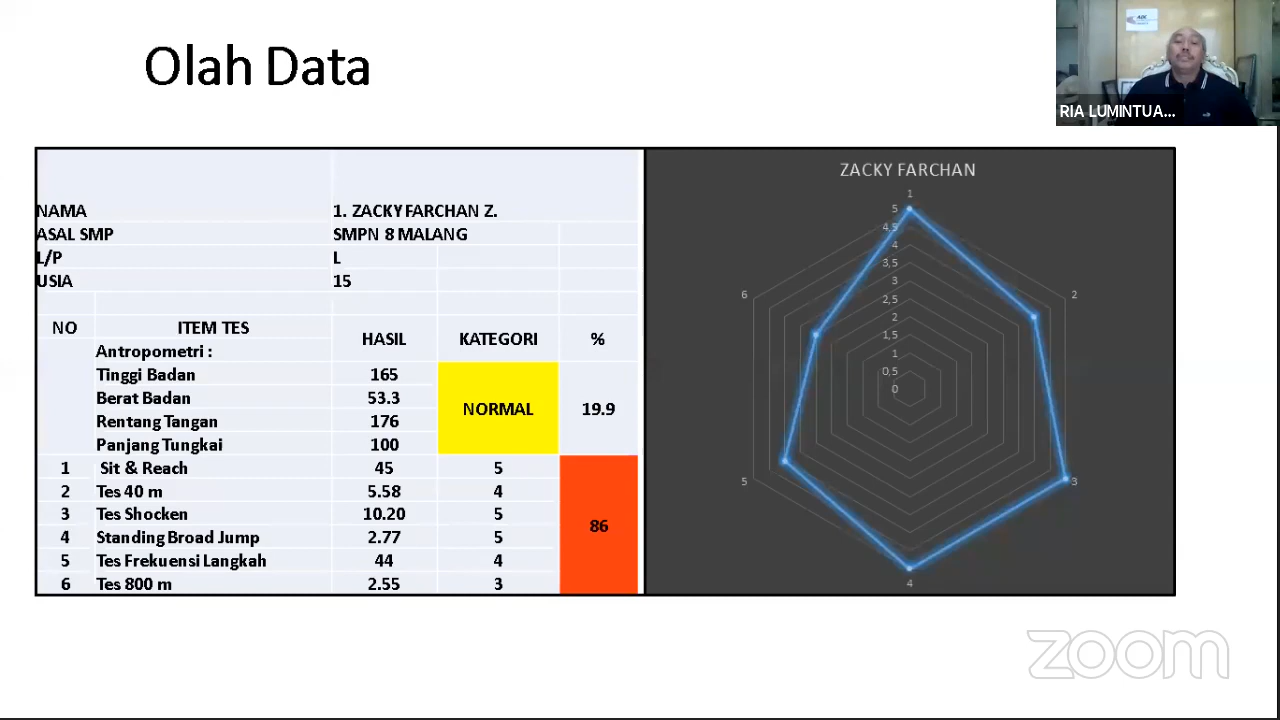 Olah Data
RIA LUMINTUA...
NAMA 1. ZACKY FARCHAN Z.
ASAL SMP SMPN 8 MALANG
L/P L
USIA 15
NO ITEM TES HASIL KATEGORI %
Antropometri :
Tinggi Badan 165
Berat Badan 53.3
NORMAL 19.9
Rentang Tangan 176
Panjang Tungkai 100
1 Sit & Reach 45 5
2 Tes 40 m 5.58 4
3 Tes Shocken 10.20 5
86
4 Standing Broad Jump 2.77 5
5 Tes Frekuensi Langkah 44 4
6 Tes 800 m 2.55 3
ZACKY FARCHAN
1
5
4,5
4
3,5
3
2,5
2
1,5
1
0,5
0
2
3
4
5
6
zoom